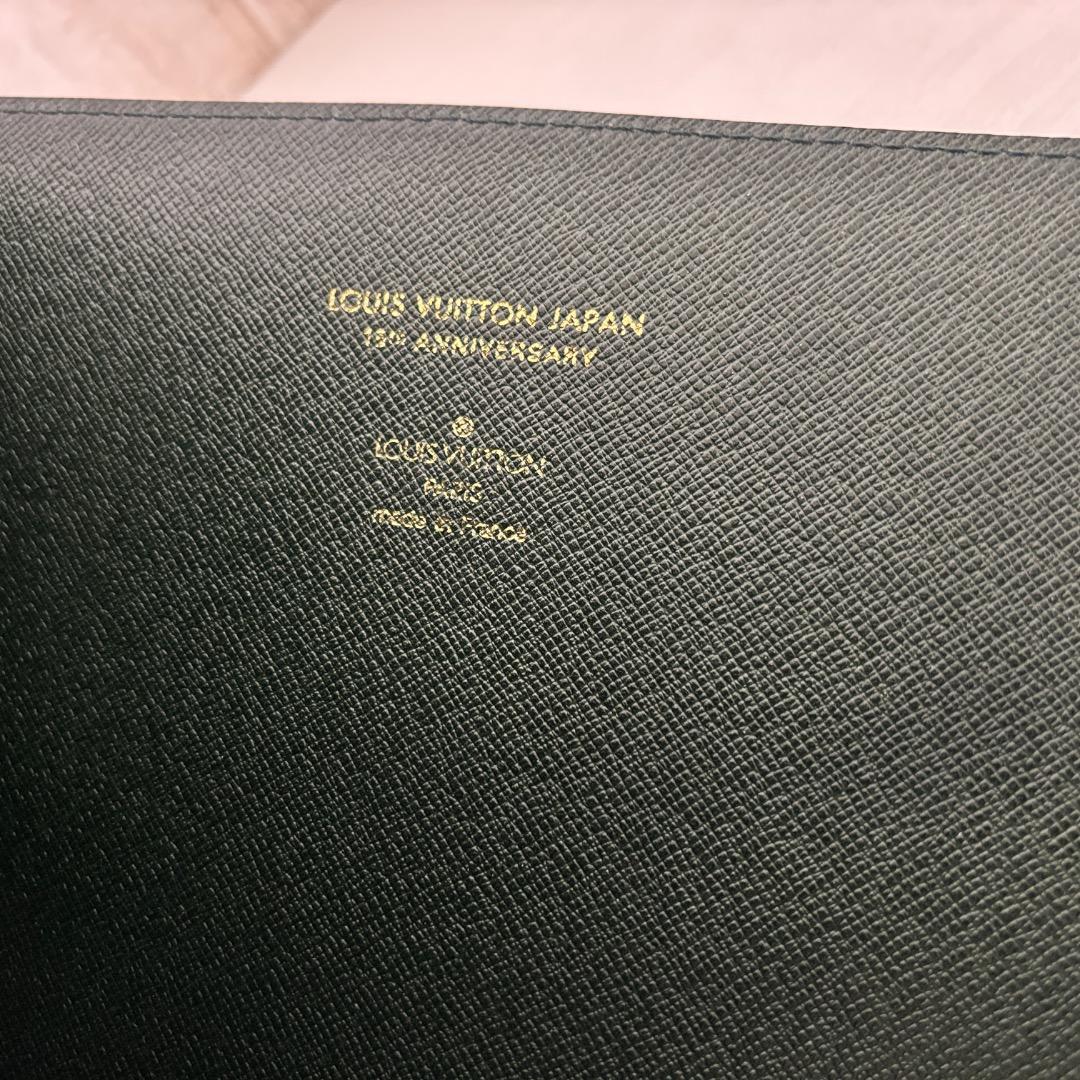 LOUIS VUITTON JAPAN
15th ANNIVERSARY
LOUIS VUITTON
PARIS
made in France